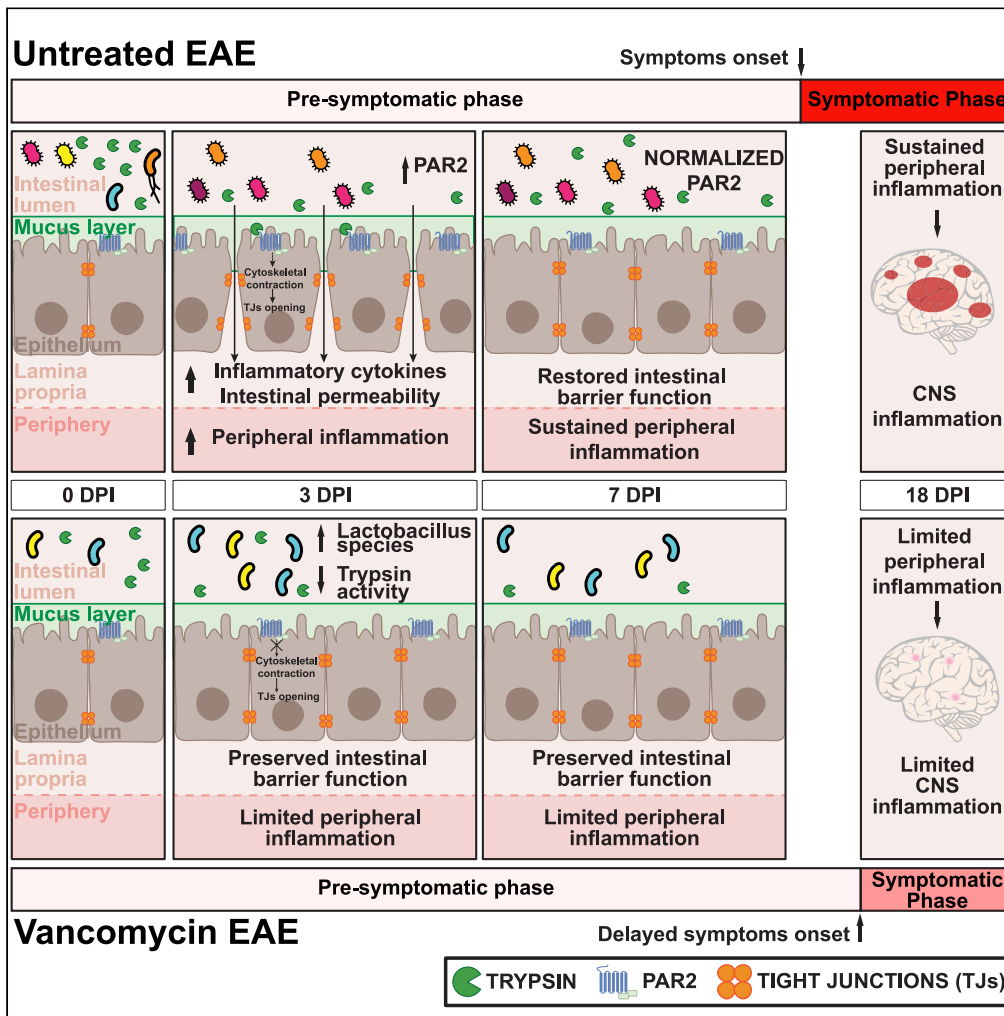 Untreated EAE
Symptoms onset
Pre-symptomatic phase
Symptomatic Phase
Intestinal
lumen
Mucus layer
Epithelium
Lamina
propria
Periphery
PAR2
Cytoskeletal
contraction
TJs opening
Inflammatory cytokines
Intestinal permeability
Peripheral inflammation
NORMALIZED
PAR2
Restored intestinal
barrier function
Sustained peripheral
inflammation
Sustained
peripheral
inflammation
CNS
inflammation
0 DPI
3 DPI
7 DPI
18 DPI
Intestinal
lumen
Mucus layer
Epithelium
Lamina
propria
Periphery
Lactobacillus
species
Trypsin
activity
Cytoskeletal
contraction
TJs opening
Preserved intestinal
barrier function
Limited peripheral
inflammation
Preserved intestinal
barrier function
Limited peripheral
inflammation
Limited
peripheral
inflammation
Limited
CNS
inflammation
Pre-symptomatic phase
Symptomatic
Phase
Vancomycin EAE
Delayed symptoms onset
TRYPSIN
PAR2
TIGHT JUNCTIONS (TJs)